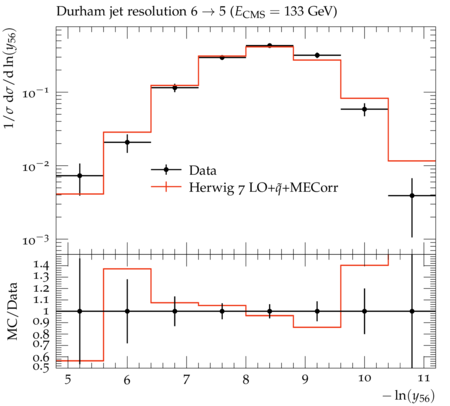 Durham jet resolution 6 → 5 (E_CMS = 133 GeV)
1/σ dσ/d ln(y_56)
10^−1
10^−2
10^−3
Data
Herwig 7 LO+q̃+MECorr
MC/Data
1.4
1.3
1.2
1.1
1
0.9
0.8
0.7
0.6
0.5
5 6 7 8 9 10 11
− ln(y_56)